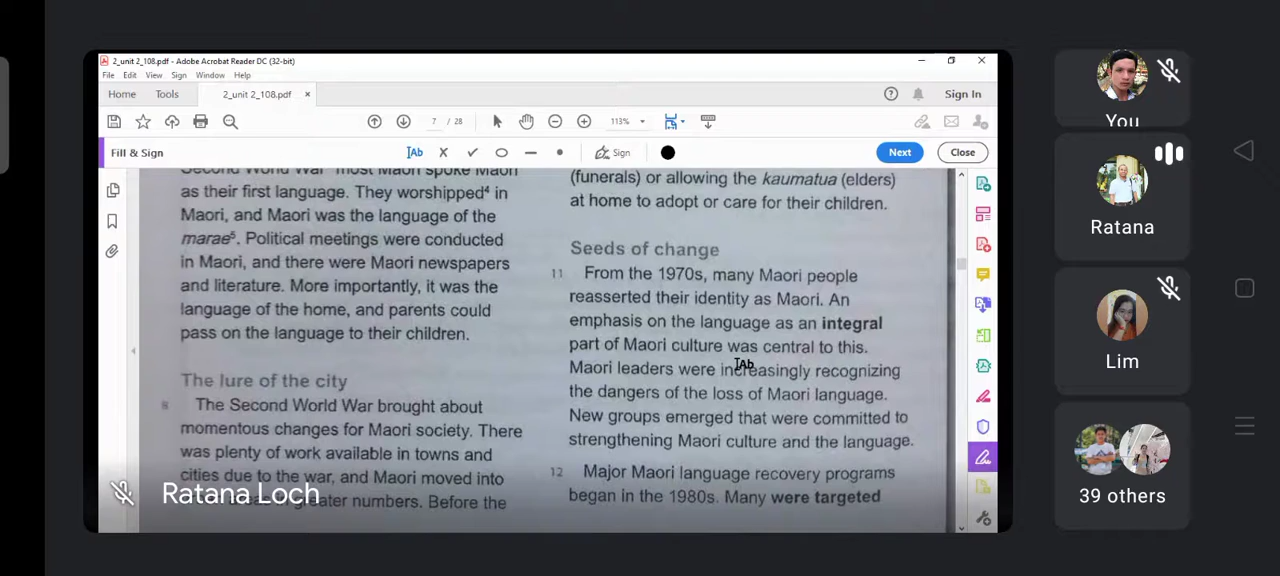 2_unit 2_108.pdf - Adobe Acrobat Reader DC (32-bit)
File Edit View Sign Window Help
Home Tools 2_unit 2_108.pdf × Sign In
7 / 28 113%
Fill & Sign Ab Sign Next Close
Second World War most Maori spoke Maori
as their first language. They worshipped⁴ in
Maori, and Maori was the language of the
marae⁵. Political meetings were conducted
in Maori, and there were Maori newspapers
and literature. More importantly, it was the
language of the home, and parents could
pass on the language to their children.
The lure of the city
8 The Second World War brought about
momentous changes for Maori society. There
was plenty of work available in towns and
cities due to the war, and Maori moved into
greater numbers. Before the
(funerals) or allowing the kaumatua (elders)
at home to adopt or care for their children.
Seeds of change
11 From the 1970s, many Maori people
reasserted their identity as Maori. An
emphasis on the language as an integral
part of Maori culture was central to this.
Maori leaders were increasingly recognizing
the dangers of the loss of Maori language.
New groups emerged that were committed to
strengthening Maori culture and the language.
12 Major Maori language recovery programs
began in the 1980s. Many were targeted
Ratana Loch
You
Ratana
Lim
39 others